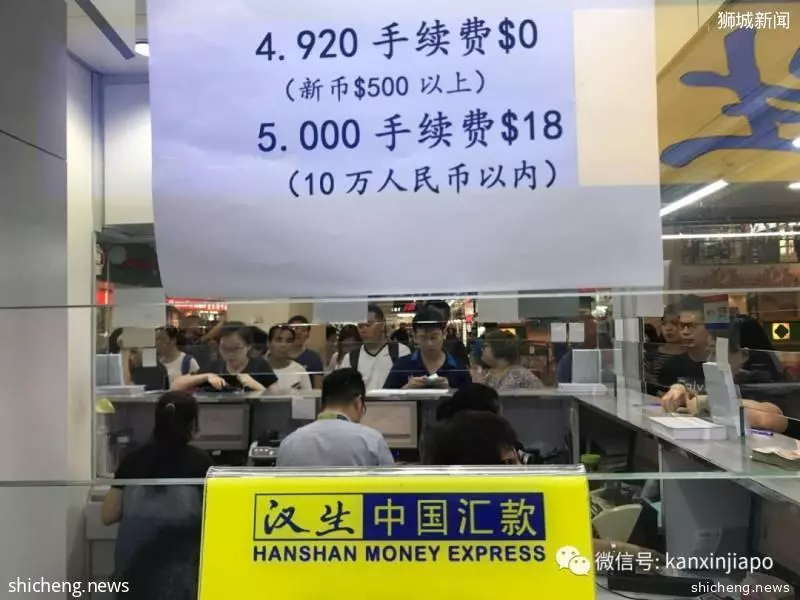 狮城新闻
4.920 手续费$0
（新币$500 以上）
5.000 手续费$18
（10 万人民币以内）
生
汉生 中国汇款
HANSHAN MONEY EXPRESS
微信号: kanxinjiapo
shicheng.news
shicheng.news